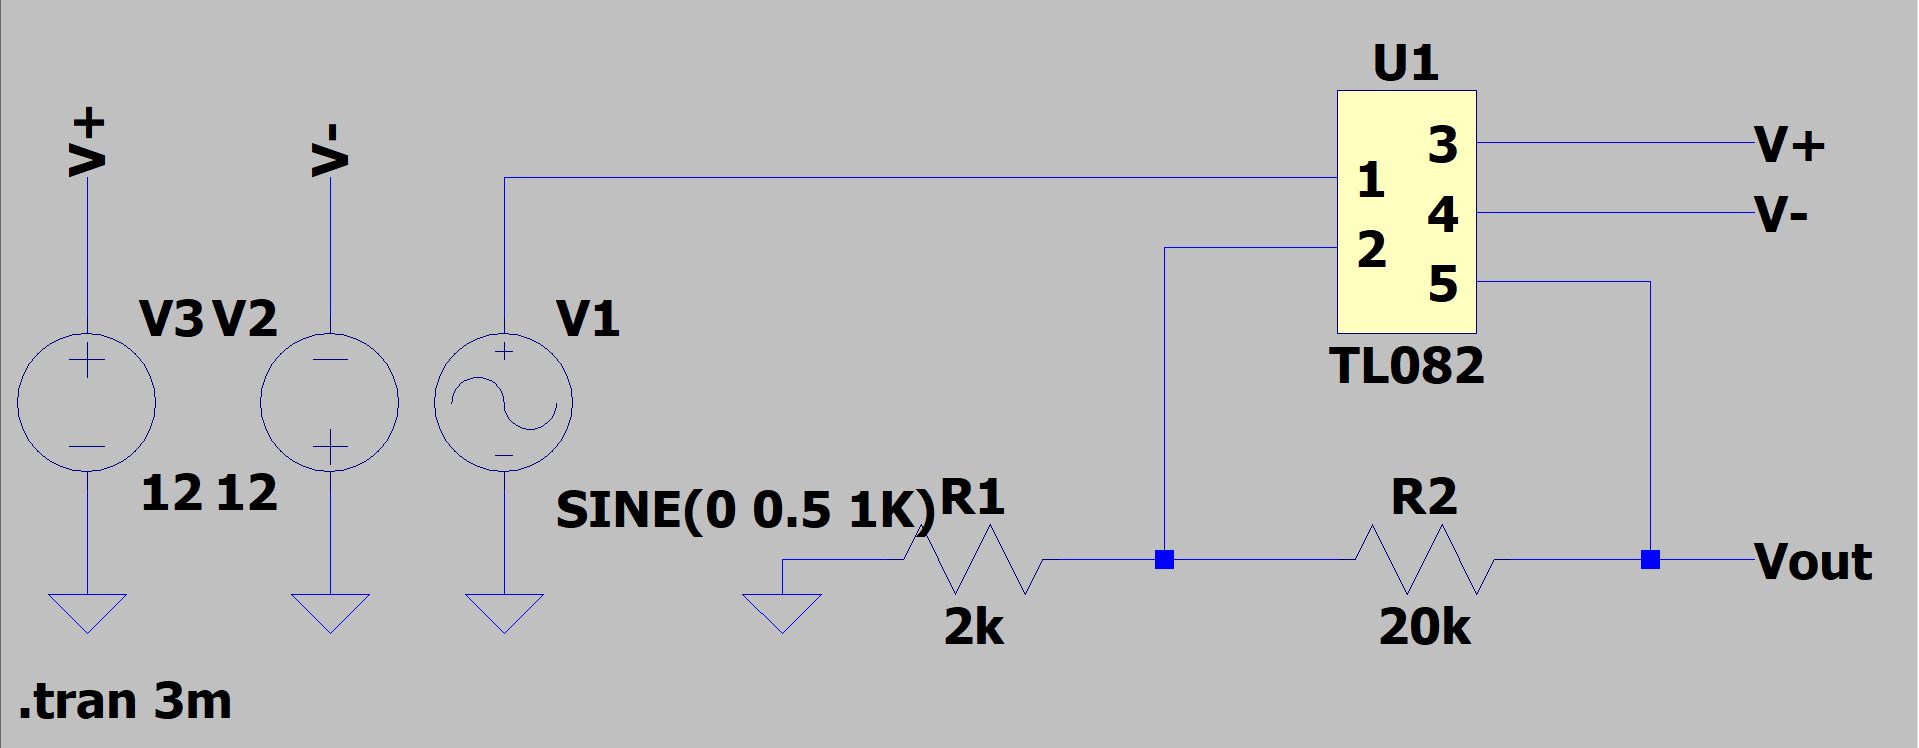 U1
V+
V-
3
V+
1
4
V-
2
5
V3
V2
V1
TL082
12
12
SINE(0 0.5 1K)
R1
R2
Vout
2k
20k
.tran 3m